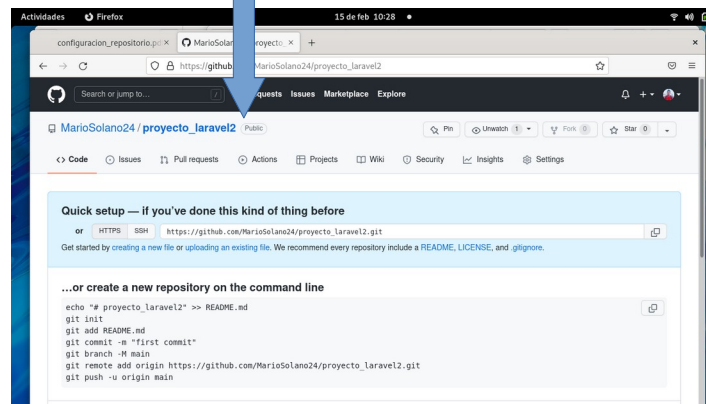 Actividades Firefox 15 de feb 10:28
configuracion_repositorio.pd × MarioSolan proyecto_ × + ×
https://github. MarioSolano24/proyecto_laravel2
Search or jump to... / quests Issues Marketplace Explore
MarioSolano24 / proyecto_laravel2 Public Pin Unwatch 1 Fork 0 Star 0
<> Code Issues Pull requests Actions Projects Wiki Security Insights Settings
Quick setup — if you've done this kind of thing before
or HTTPS SSH https://github.com/MarioSolano24/proyecto_laravel2.git
Get started by creating a new file or uploading an existing file. We recommend every repository include a README, LICENSE, and .gitignore.
…or create a new repository on the command line
echo "# proyecto_laravel2" >> README.md
git init
git add README.md
git commit -m "first commit"
git branch -M main
git remote add origin https://github.com/MarioSolano24/proyecto_laravel2.git
git push -u origin main